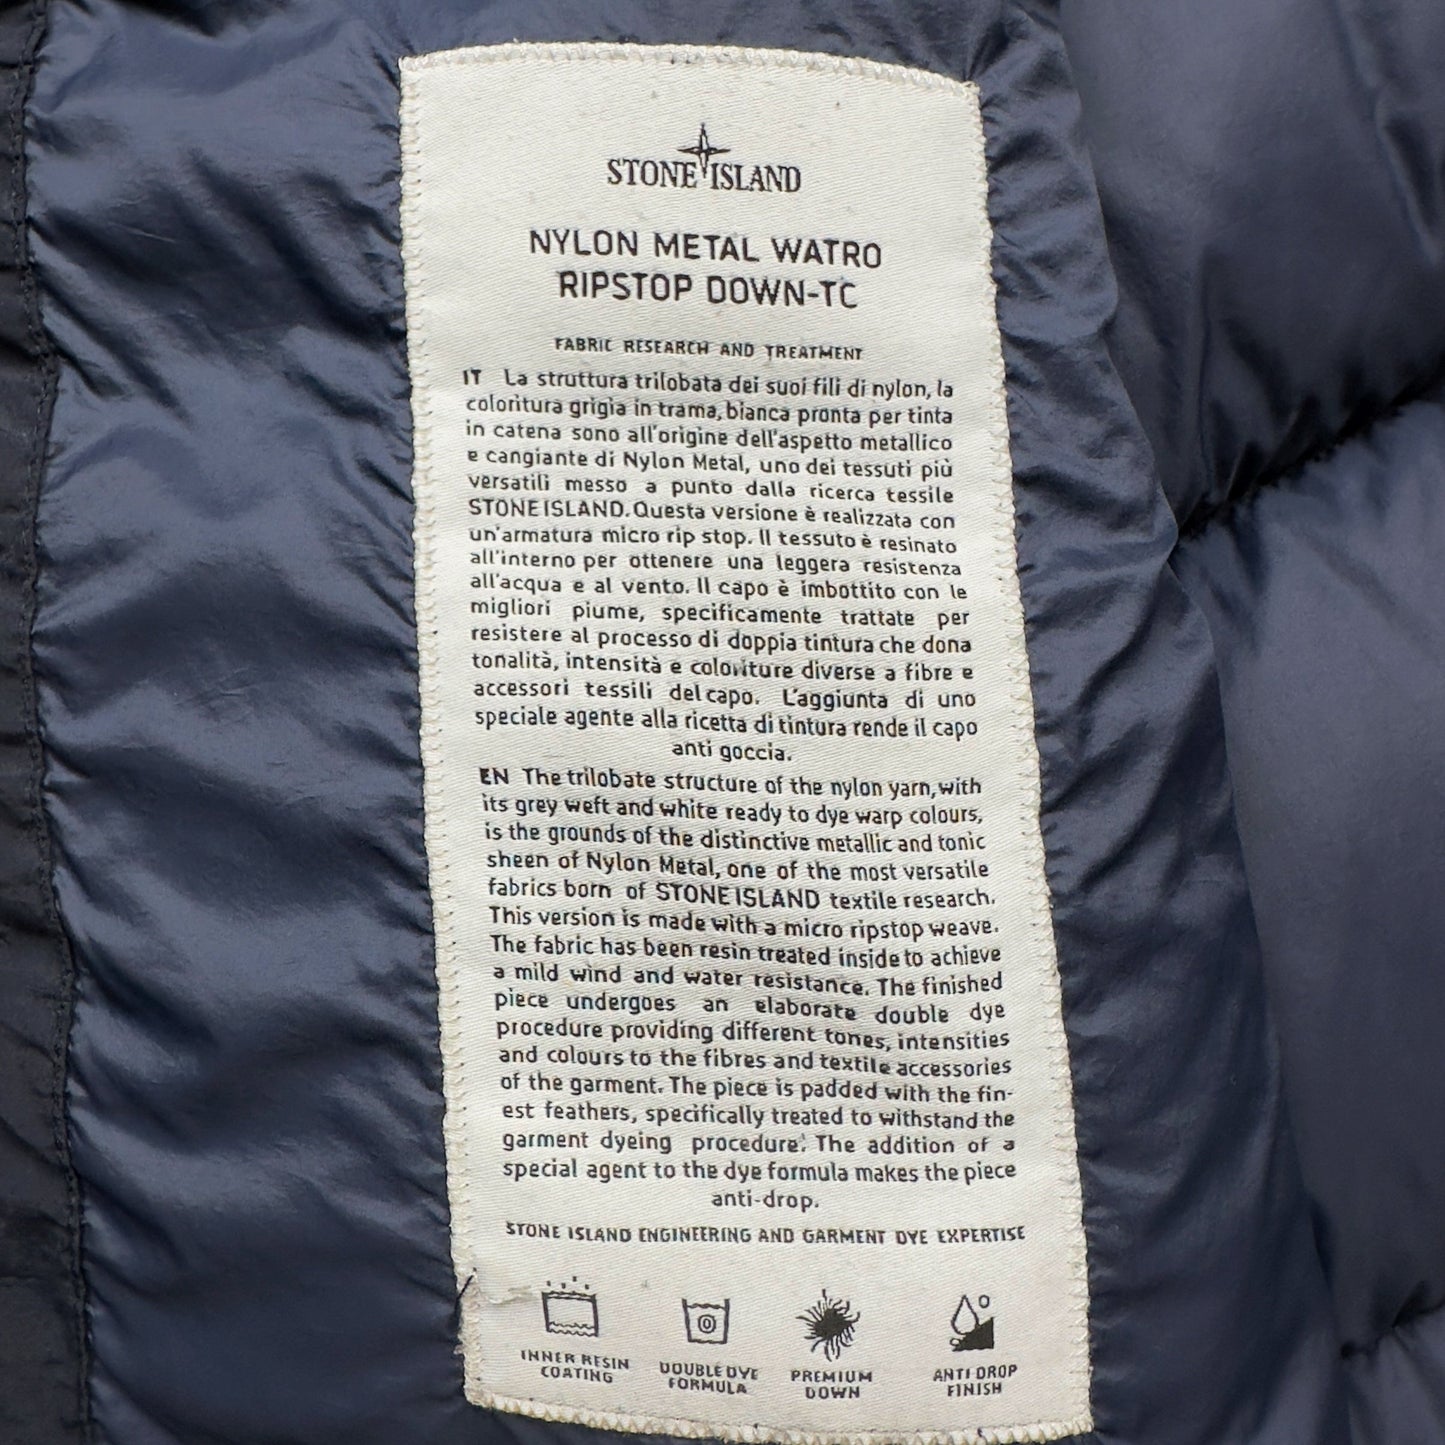 STONE ISLAND
NYLON METAL WATRO
RIPSTOP DOWN-TC
FABRIC RESEARCH AND TREATMENT
IT La struttura trilobata dei suoi fili di nylon, la
coloritura grigia in trama, bianca pronta per tinta
in catena sono all'origine dell'aspetto metallico
e cangiante di Nylon Metal, uno dei tessuti più
versatili messo a punto dalla ricerca tessile
STONE ISLAND. Questa versione è realizzata con
un'armatura micro rip stop. Il tessuto è resinato
all'interno per ottenere una leggera resistenza
all'acqua e al vento. Il capo è imbottito con le
migliori piume, specificamente trattate per
resistere al processo di doppia tintura che dona
tonalità, intensità e coloriture diverse a fibre e
accessori tessili del capo. L'aggiunta di uno
speciale agente alla ricetta di tintura rende il capo
anti goccia.
EN The trilobate structure of the nylon yarn, with
its grey weft and white ready to dye warp colours,
is the grounds of the distinctive metallic and tonic
sheen of Nylon Metal, one of the most versatile
fabrics born of STONE ISLAND textile research.
This version is made with a micro ripstop weave.
The fabric has been resin treated inside to achieve
a mild wind and water resistance. The finished
piece undergoes an elaborate double dye
procedure providing different tones, intensities
and colours to the fibres and textile accessories
of the garment. The piece is padded with the fin-
est feathers, specifically treated to withstand the
garment dyeing procedure. The addition of a
special agent to the dye formula makes the piece
anti-drop.
STONE ISLAND ENGINEERING AND GARMENT DYE EXPERTISE
INNER RESIN
COATING
DOUBLE DYE
FORMULA
PREMIUM
DOWN
ANTI DROP
FINISH